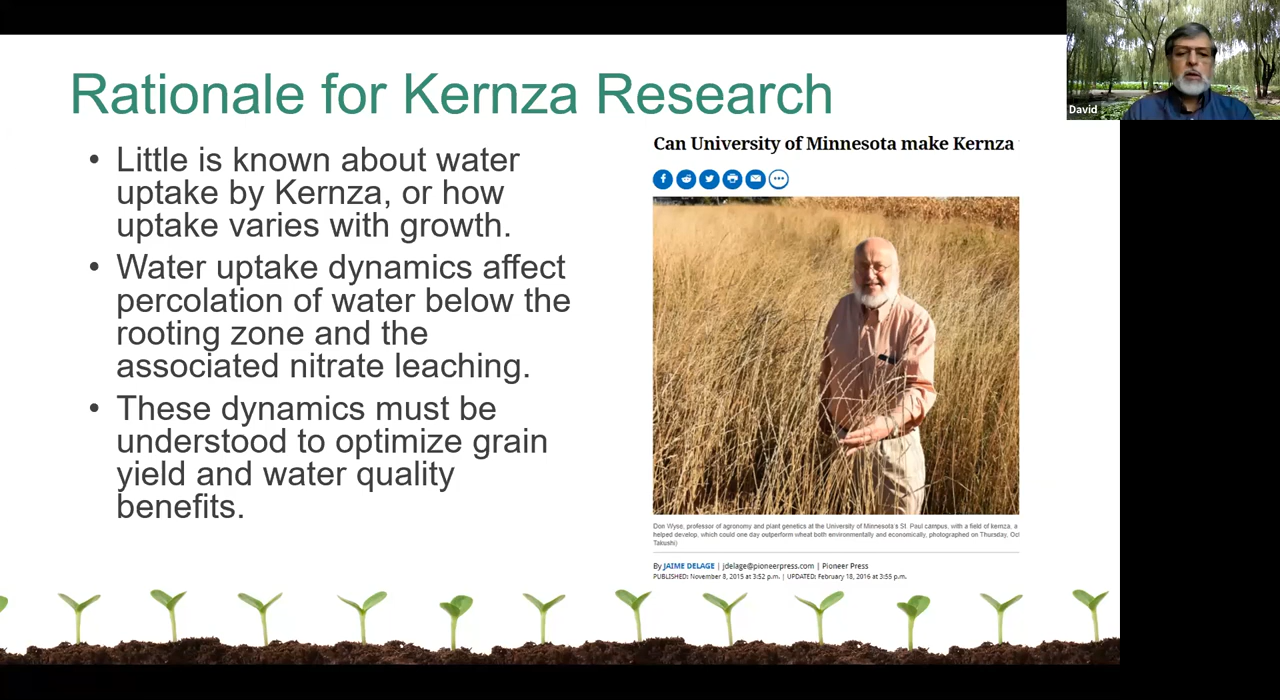 Rationale for Kernza Research
• Little is known about water
uptake by Kernza, or how
uptake varies with growth.
• Water uptake dynamics affect
percolation of water below the
rooting zone and the
associated nitrate leaching.
• These dynamics must be
understood to optimize grain
yield and water quality
benefits.
Can University of Minnesota make Kernza
Don Wyse, professor of agronomy and plant genetics at the University of Minnesota's St. Paul campus, with a field of kernza, a
helped develop, which could one day outperform wheat both environmentally and economically, photographed on Thursday, Oct
Takushi)
By JAIME DELAGE | jdelage@pioneerpress.com | Pioneer Press
PUBLISHED: November 8, 2015 at 3:52 p.m. | UPDATED: February 18, 2016 at 3:55 p.m.
David